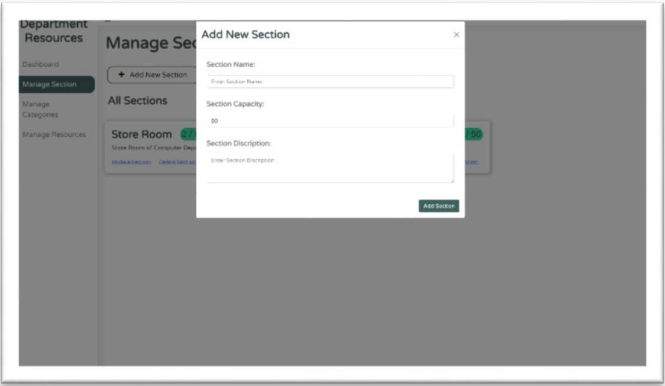 Department
Resources
Dashboard
Manage Section
Manage
Categories
Manage Resources
Manage Sec
+ Add New Section
All Sections
Store Room 2 /
Store Room of Computer Dep
/ 50
Add New Section ×
Section Name:
Enter Section Name
Section Capacity:
50
Section Discription:
Enter Section Discription
Add Section